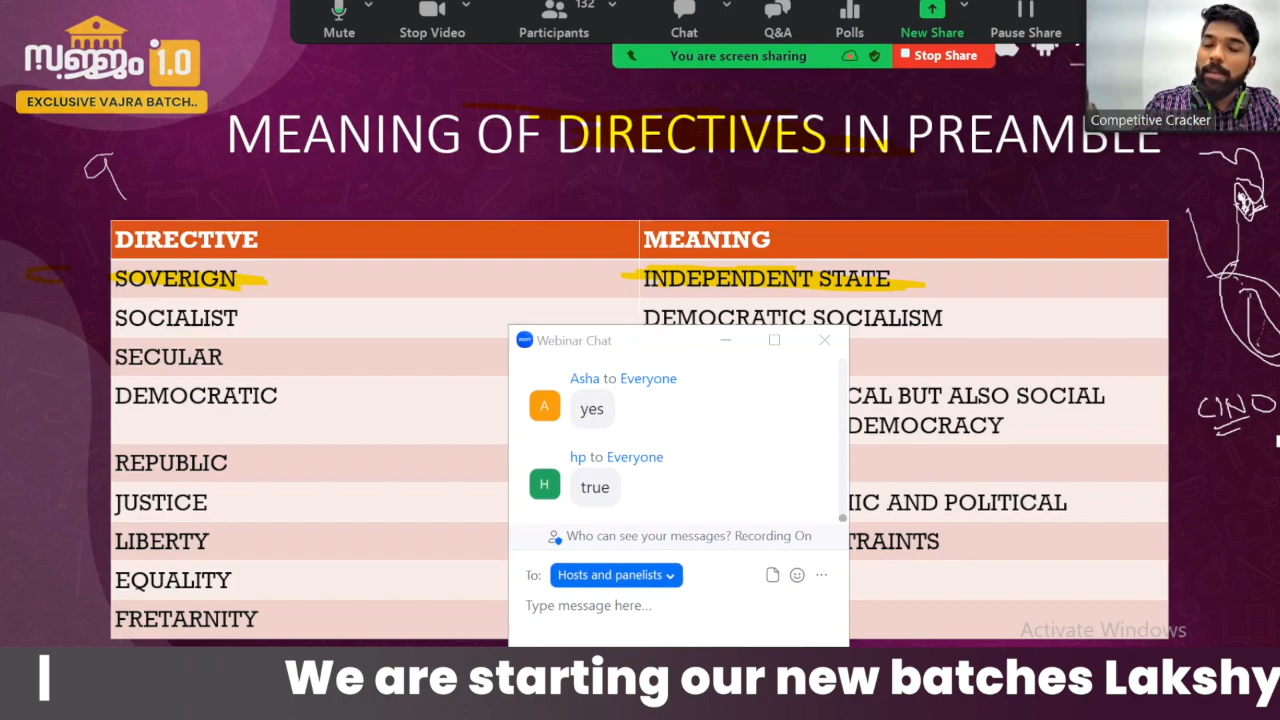 132
Mute
Stop Video
Participants
Chat
Q&A
Polls
New Share
Pause Share
You are screen sharing
Stop Share
1.0
EXCLUSIVE VAJRA BATCH..
Competitive Cracker
MEANING OF DIRECTIVES IN PREAMBLE
DIRECTIVE MEANING
SOVERIGN INDEPENDENT STATE
SOCIALIST DEMOCRATIC SOCIALISM
SECULAR
DEMOCRATIC CAL BUT ALSO SOCIAL
DEMOCRACY
REPUBLIC
JUSTICE IC AND POLITICAL
LIBERTY TRAINTS
EQUALITY
FRETARNITY
Webinar Chat
Asha to Everyone
A
yes
hp to Everyone
H
true
Who can see your messages? Recording On
To: Hosts and panelists
Type message here...
Activate Windows
We are starting our new batches Lakshy